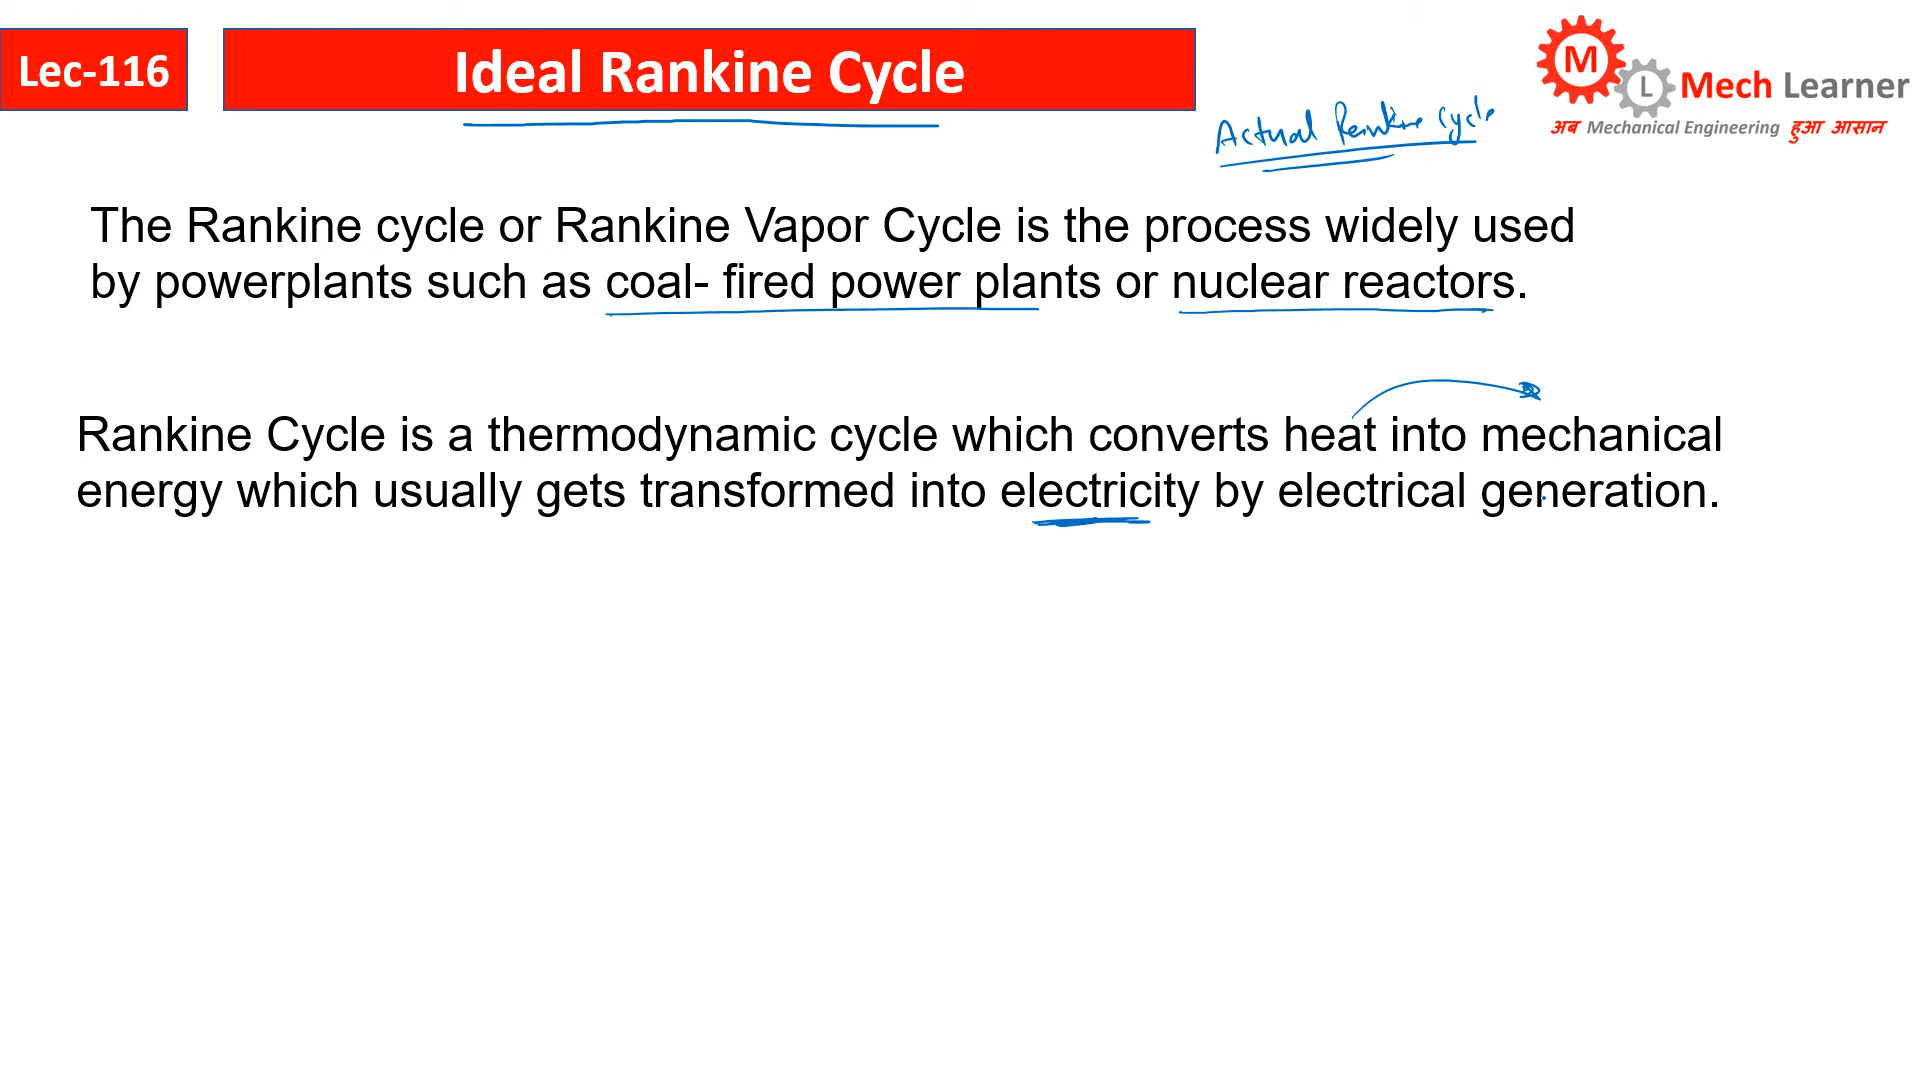 Lec-116
Ideal Rankine Cycle
M
L
Mech Learner
अब Mechanical Engineering हुआ आसान
Actual Rankine Cycle
The Rankine cycle or Rankine Vapor Cycle is the process widely used
by powerplants such as coal- fired power plants or nuclear reactors.
Rankine Cycle is a thermodynamic cycle which converts heat into mechanical
energy which usually gets transformed into electricity by electrical generation.